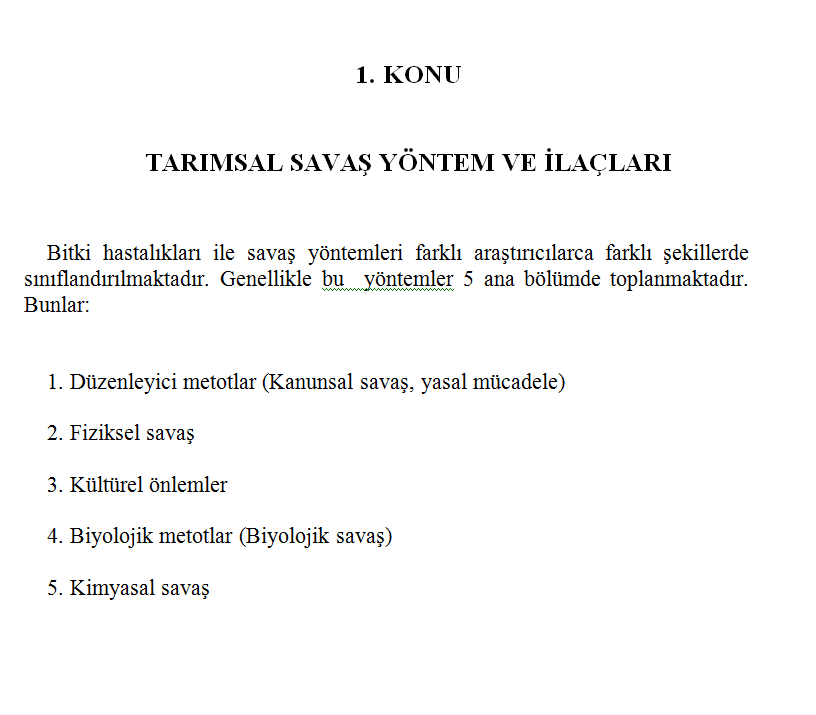 1. KONU
TARIMSAL SAVAŞ YÖNTEM VE İLAÇLARI
Bitki hastalıkları ile savaş yöntemleri farklı araştırıcılarca farklı şekillerde
sınıflandırılmaktadır. Genellikle bu yöntemler 5 ana bölümde toplanmaktadır.
Bunlar:
1. Düzenleyici metotlar (Kanunsal savaş, yasal mücadele)
2. Fiziksel savaş
3. Kültürel önlemler
4. Biyolojik metotlar (Biyolojik savaş)
5. Kimyasal savaş